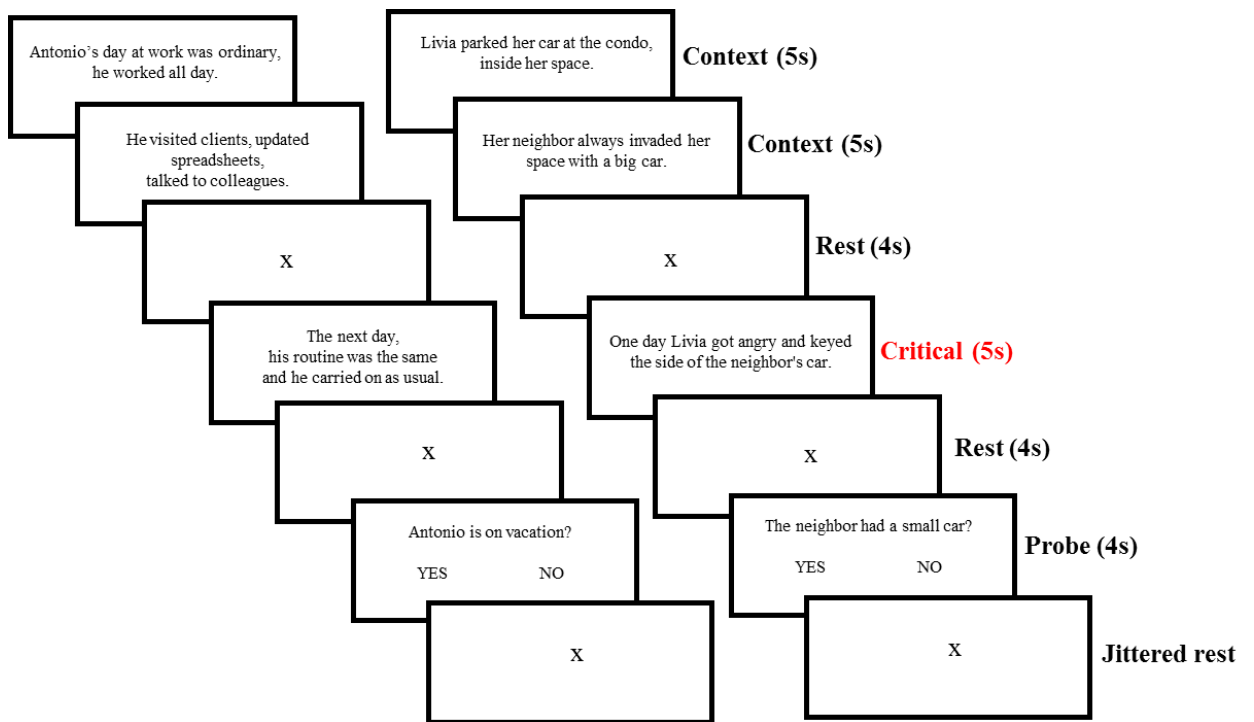 Antonio’s day at work was ordinary,
he worked all day.
He visited clients, updated
spreadsheets,
talked to colleagues.
X
The next day,
his routine was the same
and he carried on as usual.
X
Antonio is on vacation?
YES NO
X
Livia parked her car at the condo,
inside her space.
Context (5s)
Her neighbor always invaded her
space with a big car.
Context (5s)
X
Rest (4s)
One day Livia got angry and keyed
the side of the neighbor's car.
Critical (5s)
X
Rest (4s)
The neighbor had a small car?
YES NO
Probe (4s)
X
Jittered rest